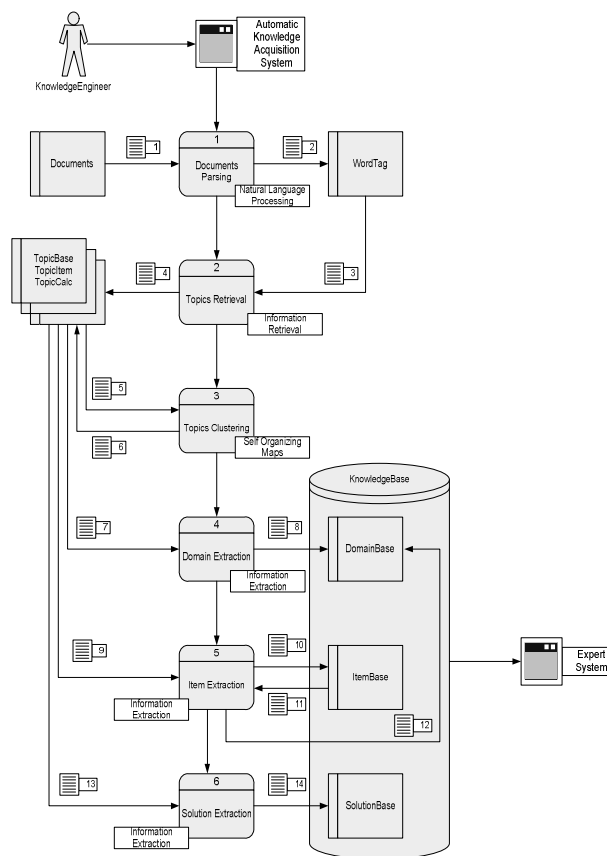 Automatic
Knowledge
Acquisition
System
KnowledgeEngineer
1
Documents
1
Documents
Parsing
2
WordTag
Natural Language
Processing
TopicBase
TopicItem
TopicCalc
4
2
Topics Retrieval
3
Information
Retrieval
5
3
Topics Clustering
6
Self Organizing
Maps
KnowledgeBase
7
4
Domain Extraction
8
DomainBase
Information
Extraction
9
5
Item Extraction
10
ItemBase
11
Expert
System
Information
Extraction
12
13
6
Solution Extraction
14
SolutionBase
Information
Extraction